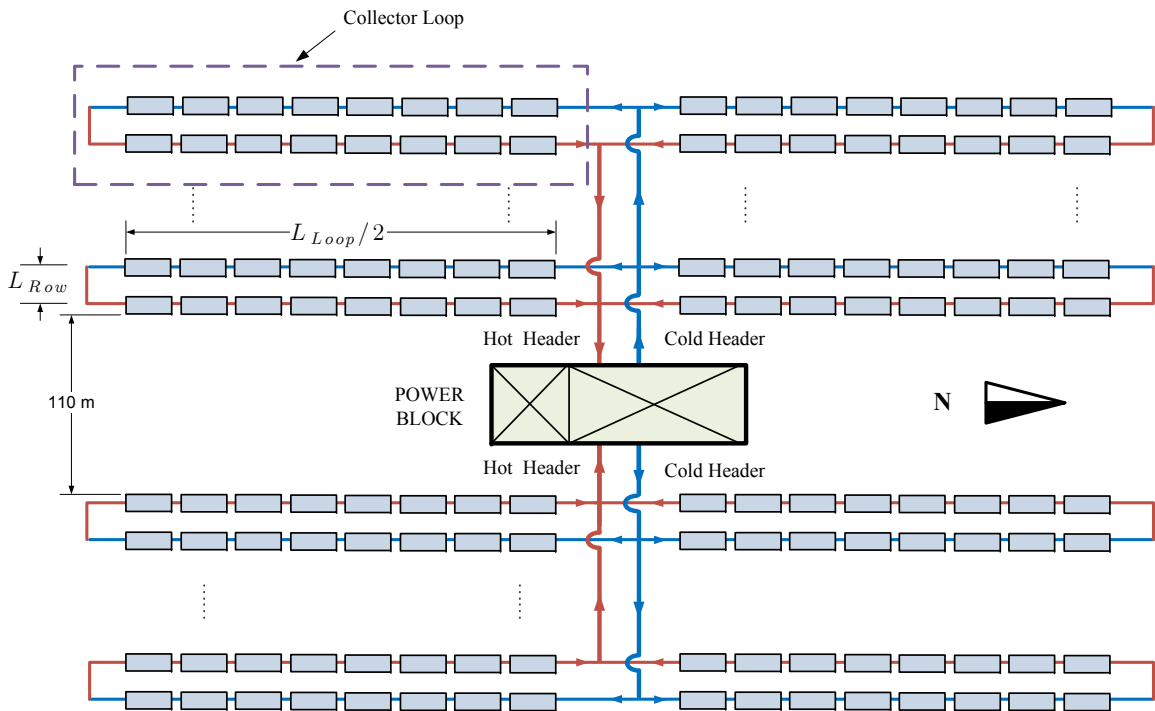 Collector Loop
L Loop/2
L Row
Hot Header
Cold Header
110 m
POWER
BLOCK
N
Hot Header
Cold Header